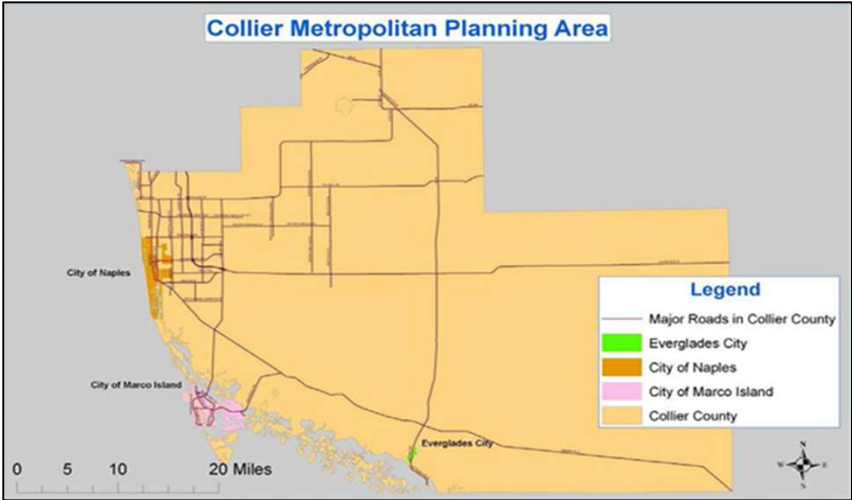 Collier Metropolitan Planning Area
City of Naples
City of Marco Island
Everglades City
Legend
Major Roads in Collier County
Everglades City
City of Naples
City of Marco Island
Collier County
0 5 10 20 Miles
N
W E
S